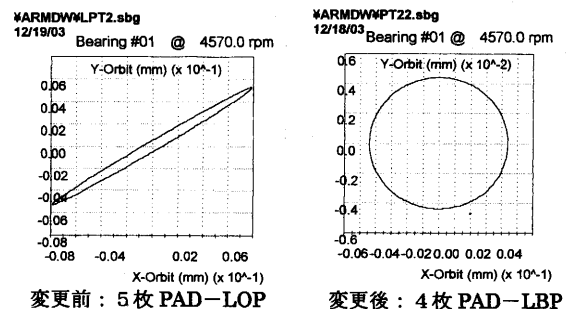 ¥ARMDW¥LPT2.sbg
12/19/03
Bearing #01 @ 4570.0 rpm
Y-Orbit (mm) (x 10^-1)
0.06
0.04
0.02
0.00
-0.02
-0.04
-0.06
-0.08
-0.08 -0.04 0.02 0.06
X-Orbit (mm) (x 10^-1)
変更前：５枚 PAD－LOP
¥ARMDW¥PT22.sbg
12/18/03
Bearing #01 @ 4570.0 rpm
Y-Orbit (mm) (x 10^-2)
0.6
0.4
0.2
0.0
-0.2
-0.4
-0.6
-0.06-0.04-0.02 0.00 0.02 0.04
X-Orbit (mm) (x 10^-1)
変更後：４枚 PAD－LBP